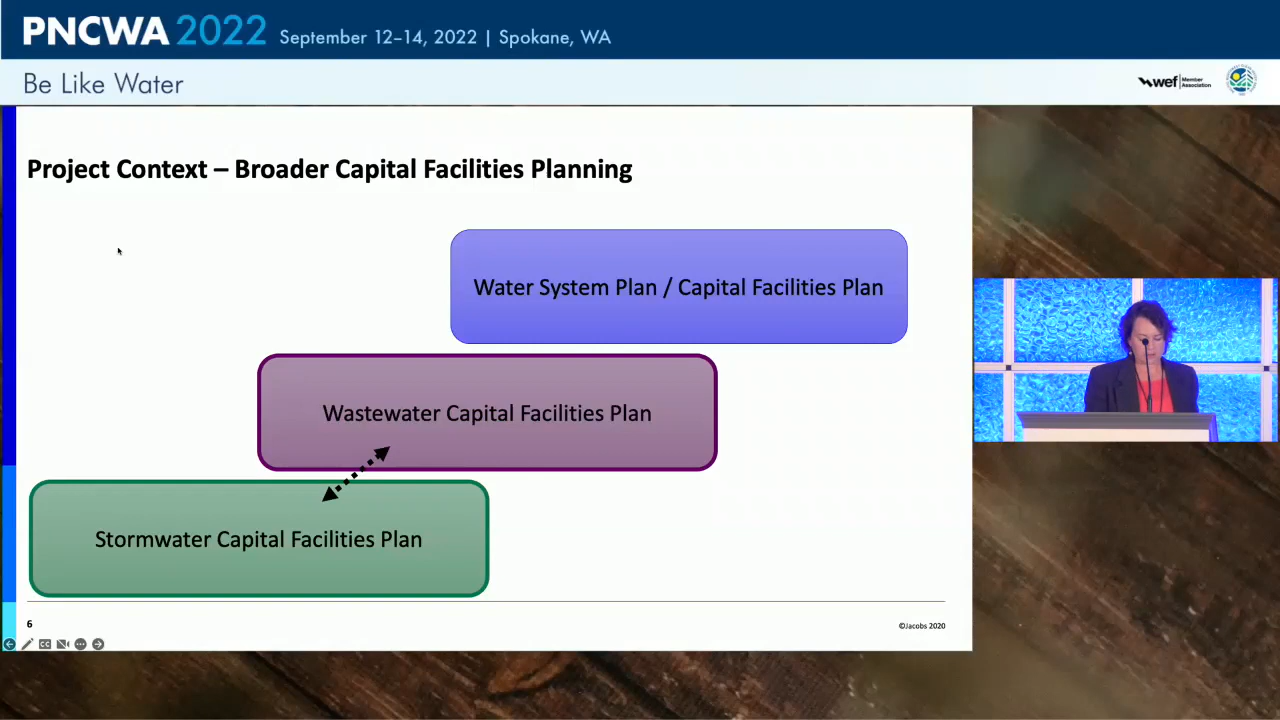 PNCWA 2022 September 12–14, 2022 | Spokane, WA
Be Like Water
wef Member Association
Project Context – Broader Capital Facilities Planning
Water System Plan / Capital Facilities Plan
Wastewater Capital Facilities Plan
Stormwater Capital Facilities Plan
6
©Jacobs 2020
CC